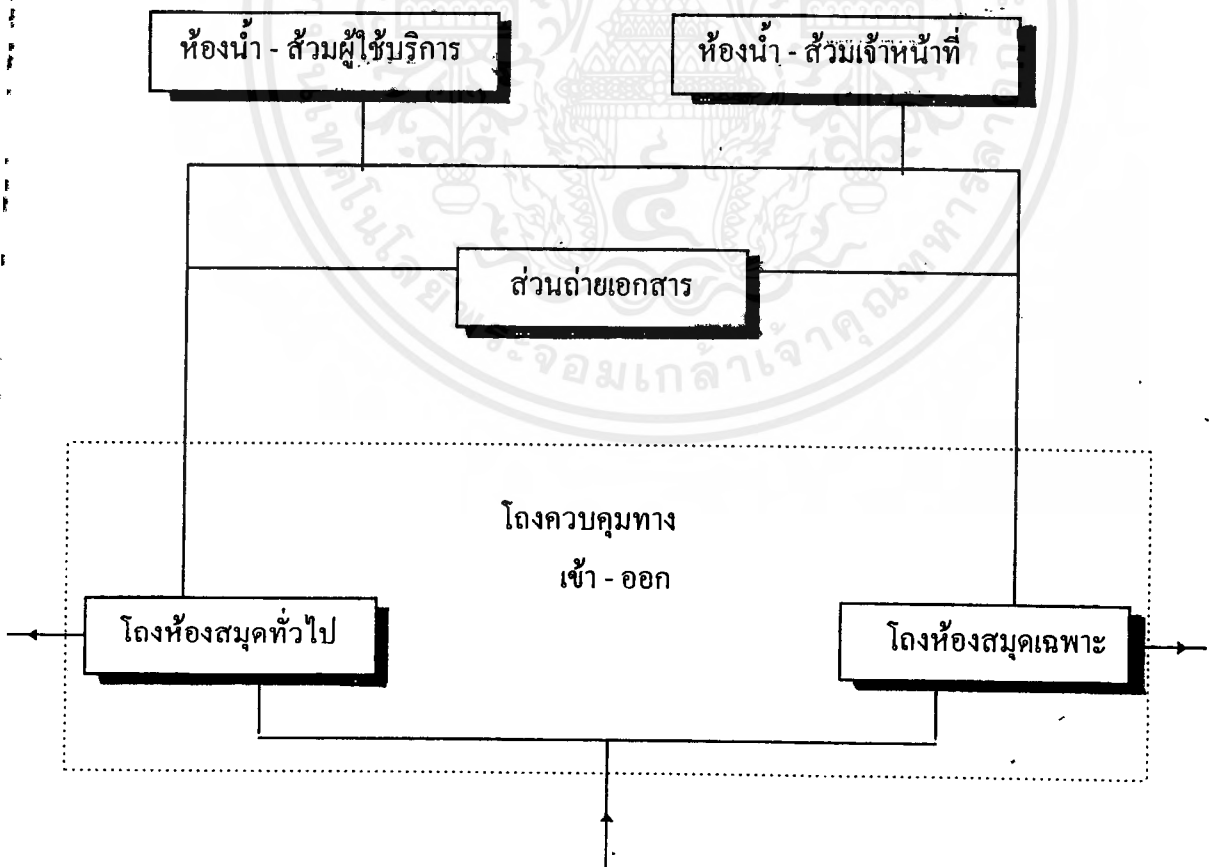 ห้องน้ำ - ส้วมผู้ใช้บริการ
ห้องน้ำ - ส้วมเจ้าหน้าที่
ส่วนถ่ายเอกสาร
โถงควบคุมทาง
เข้า - ออก
โถงห้องสมุดทั่วไป
โถงห้องสมุดเฉพาะ